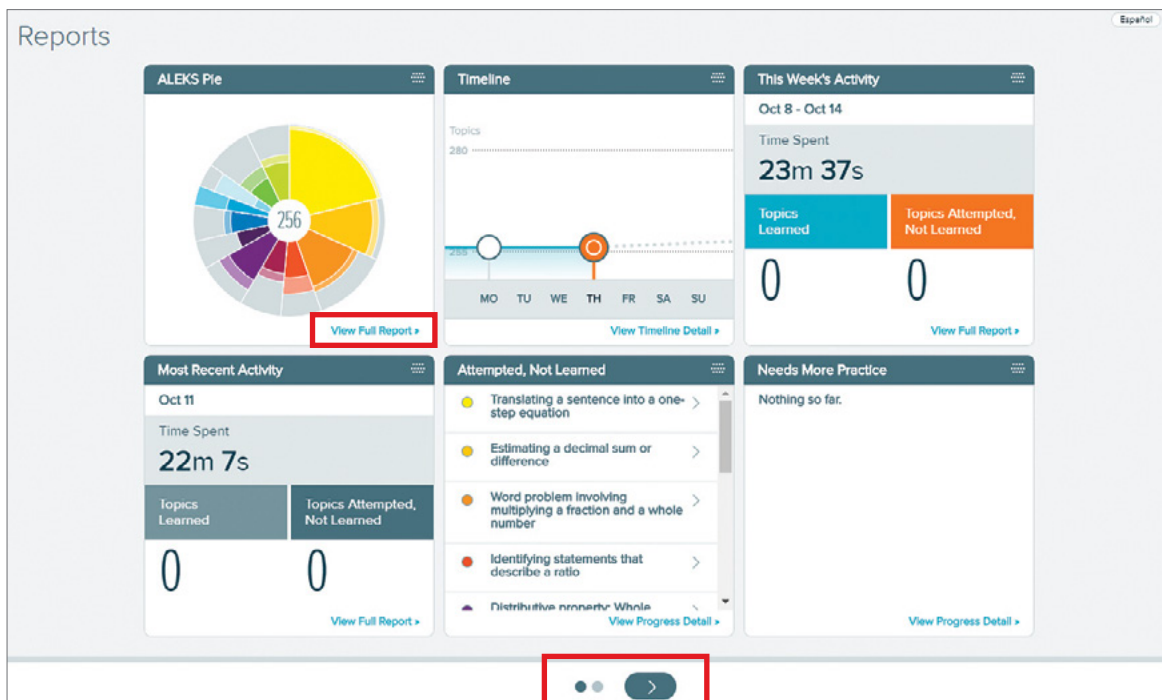 Español
Reports
ALEKS Pie
256
View Full Report »
Timeline
Topics
280
255
MO TU WE TH FR SA SU
View Timeline Detail »
This Week's Activity
Oct 8 - Oct 14
Time Spent
23m 37s
Topics
Learned
Topics Attempted,
Not Learned
0 0
View Full Report »
Most Recent Activity
Oct 11
Time Spent
22m 7s
Topics
Learned
Topics Attempted,
Not Learned
0 0
View Full Report »
Attempted, Not Learned
Translating a sentence into a one-
step equation
Estimating a decimal sum or
difference
Word problem involving
multiplying a fraction and a whole
number
Identifying statements that
describe a ratio
Distributive property: Whole
View Progress Detail »
Needs More Practice
Nothing so far.
View Progress Detail »